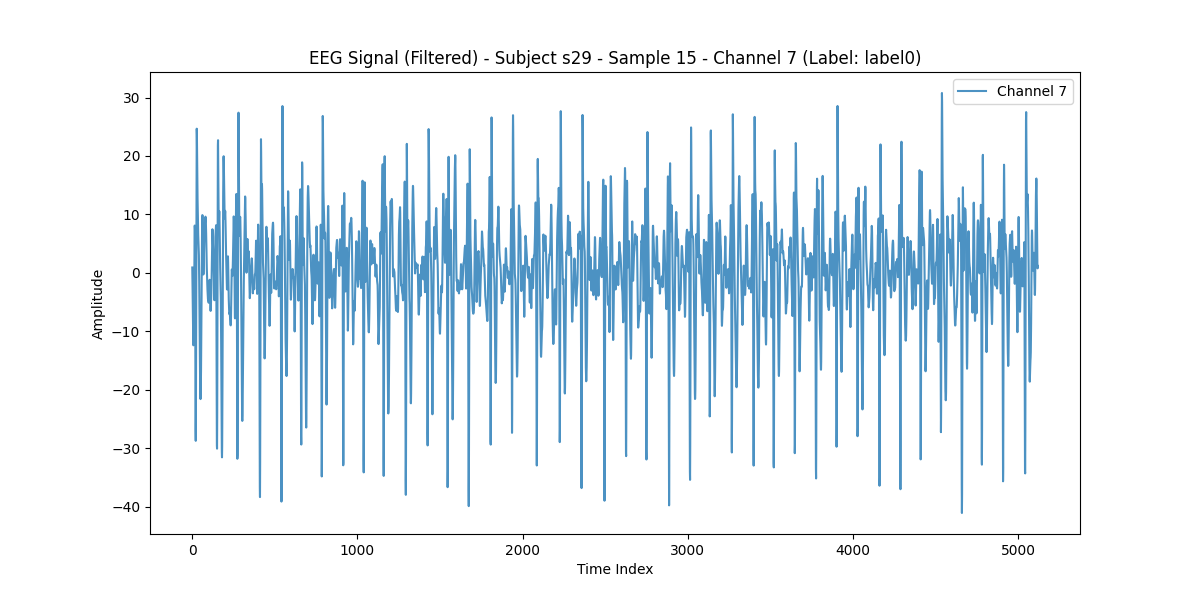 EEG Signal (Filtered) - Subject s29 - Sample 15 - Channel 7 (Label: label0)
Channel 7
30
20
10
0
−10
−20
−30
−40
Amplitude
0 1000 2000 3000 4000 5000
Time Index